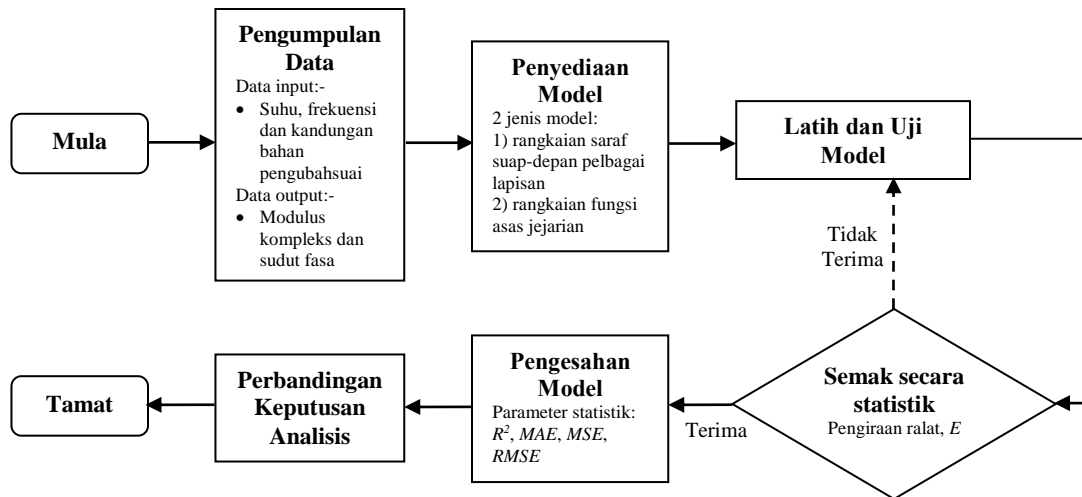 Mula
Pengumpulan
Data
Data input:-
• Suhu, frekuensi
dan kandungan
bahan
pengubahsuai
Data output:-
• Modulus
kompleks dan
sudut fasa
Penyediaan
Model
2 jenis model:
1) rangkaian saraf
suap-depan pelbagai
lapisan
2) rangkaian fungsi
asas jejarian
Latih dan Uji
Model
Tidak
Terima
Semak secara
statistik
Pengiraan ralat, E
Terima
Pengesahan
Model
Parameter statistik:
R², MAE, MSE,
RMSE
Perbandingan
Keputusan
Analisis
Tamat